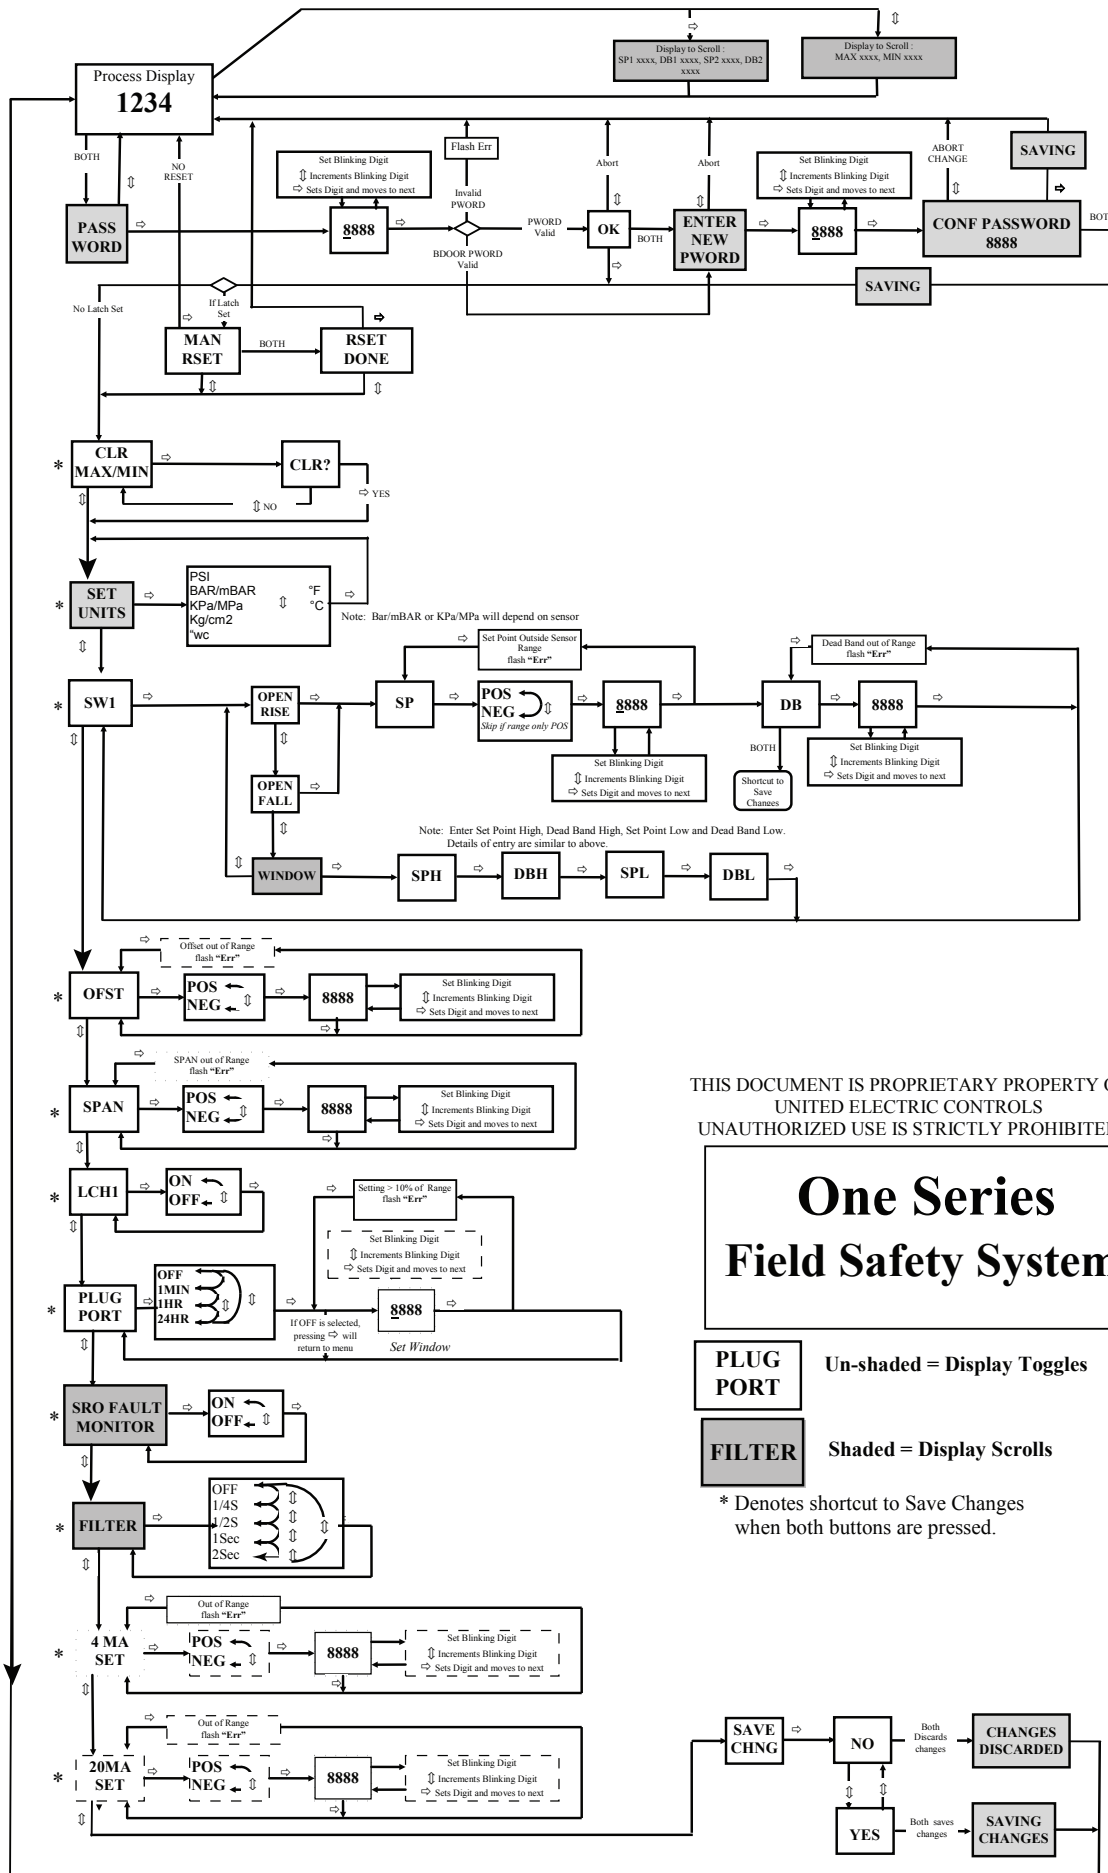 Display to Scroll :
SP1 xxxx, DB1 xxxx, SP2 xxxx, DB2
xxxx
Display to Scroll :
MAX xxxx, MIN xxxx
Process Display
1234
BOTH
NO
RESET
Flash Err
Set Blinking Digit
⇕ Increments Blinking Digit
⇨ Sets Digit and moves to next
Invalid
PWORD
Abort
Abort
Set Blinking Digit
⇕ Increments Blinking Digit
⇨ Sets Digit and moves to next
ABORT
CHANGE
SAVING
PASS
WORD
8888
PWORD
Valid
BDOOR PWORD
Valid
OK
BOTH
ENTER
NEW
PWORD
8888
CONF PASSWORD
8888
BOT
SAVING
No Latch Set
If Latch
Set
MAN
RSET
BOTH
RSET
DONE
*
CLR
MAX/MIN
CLR?
⇨ YES
⇕ NO
*
SET
UNITS
PSI
BAR/mBAR °F
KPa/MPa ⇕ °C
Kg/cm2
"wc
Note: Bar/mBAR or KPa/MPa will depend on sensor
Set Point Outside Sensor
Range
flash "Err"
Dead Band out of Range
flash "Err"
*
SW1
OPEN
RISE
SP
POS
NEG
Skip if range only POS
8888
DB
8888
Set Blinking Digit
⇕ Increments Blinking Digit
⇨ Sets Digit and moves to next
BOTH
Shortcut to
Save
Changes
Set Blinking Digit
⇕ Increments Blinking Digit
⇨ Sets Digit and moves to next
OPEN
FALL
Note: Enter Set Point High, Dead Band High, Set Point Low and Dead Band Low.
Details of entry are similar to above.
WINDOW
SPH
DBH
SPL
DBL
Offset out of Range
flash "Err"
*
OFST
POS
NEG
8888
Set Blinking Digit
⇕ Increments Blinking Digit
⇨ Sets Digit and moves to next
SPAN out of Range
flash "Err"
*
SPAN
POS
NEG
8888
Set Blinking Digit
⇕ Increments Blinking Digit
⇨ Sets Digit and moves to next
THIS DOCUMENT IS PROPRIETARY PROPERTY O
UNITED ELECTRIC CONTROLS
UNAUTHORIZED USE IS STRICTLY PROHIBITE
*
LCH1
ON
OFF
Setting > 10% of Range
flash "Err"
Set Blinking Digit
⇕ Increments Blinking Digit
⇨ Sets Digit and moves to next
One Series
Field Safety System
*
PLUG
PORT
OFF
1MIN
1HR
24HR
If OFF is selected,
pressing ⇨ will
return to menu
8888
Set Window
PLUG
PORT
Un-shaded = Display Toggles
*
SRO FAULT
MONITOR
ON
OFF
FILTER
Shaded = Display Scrolls
* Denotes shortcut to Save Changes
when both buttons are pressed.
*
FILTER
OFF
1/4S
1/2S
1Sec
2Sec
Out of Range
flash "Err"
*
4 MA
SET
POS
NEG
8888
Set Blinking Digit
⇕ Increments Blinking Digit
⇨ Sets Digit and moves to next
Out of Range
flash "Err"
*
20MA
SET
POS
NEG
8888
Set Blinking Digit
⇕ Increments Blinking Digit
⇨ Sets Digit and moves to next
SAVE
CHNG
NO
Both
Discards
changes
CHANGES
DISCARDED
YES
Both saves
changes
SAVING
CHANGES